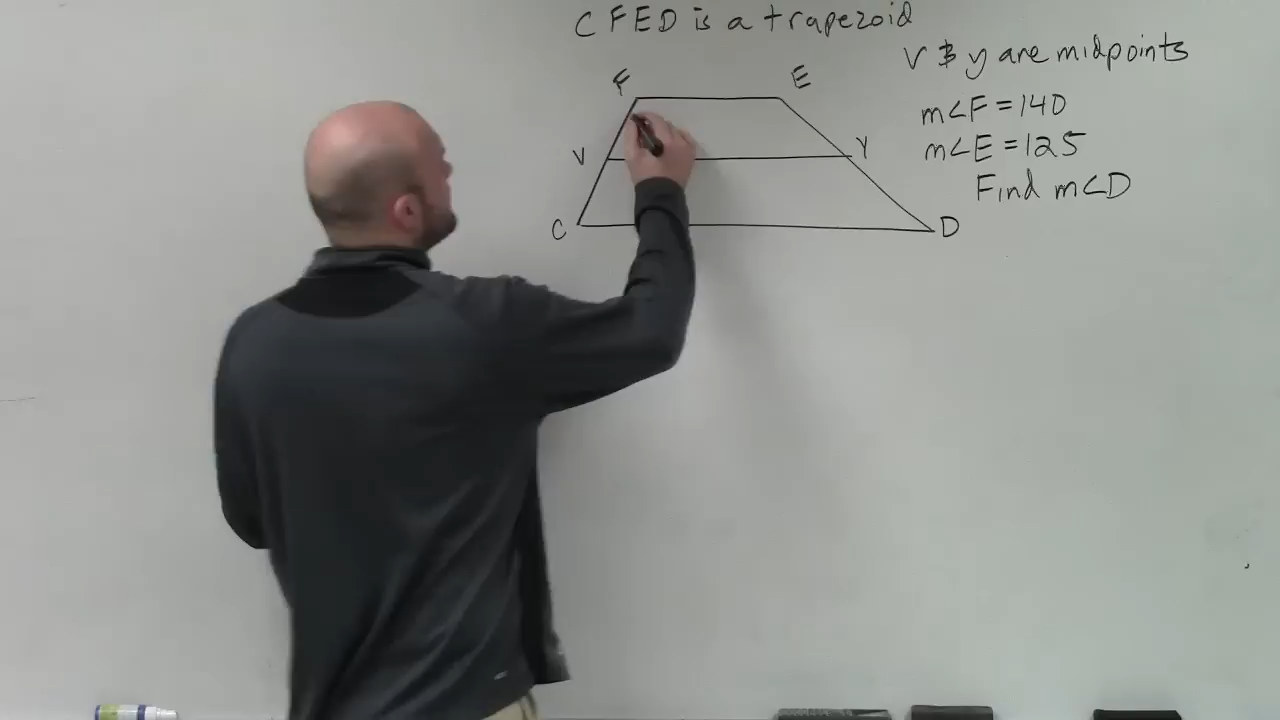 CFED is a trapezoid
V & y are midpoints
F
E
m∠F = 140
m∠E = 125
V
Y
Find m∠D
C
D